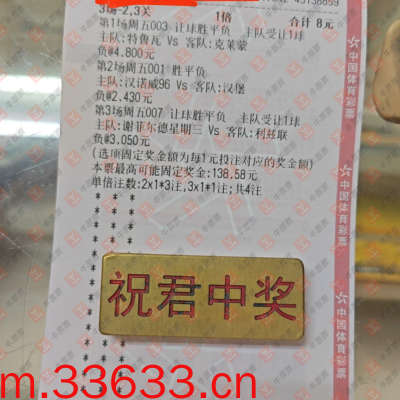 3场-2,3关 1倍 合计 8元
第1场周五003 让球胜平负 主队受让1球
主队:特鲁瓦 Vs 客队:克莱蒙
负@4.800元
第2场周五001 胜平负
主队:汉诺威96 Vs 客队:汉堡
负@2.430元
第3场周五007 让球胜平负 主队受让1球
主队:谢菲尔德星期三 Vs 客队:利兹联
负@3.050元
(选项固定奖金额为每1元投注对应的奖金额)
本票最高可能固定奖金:138.58元
单倍注数:2x1*3注,3x1*1注;共4注
祝君中奖
中国体育彩票
中国体育彩票
中国体育彩票
m.33633.cn